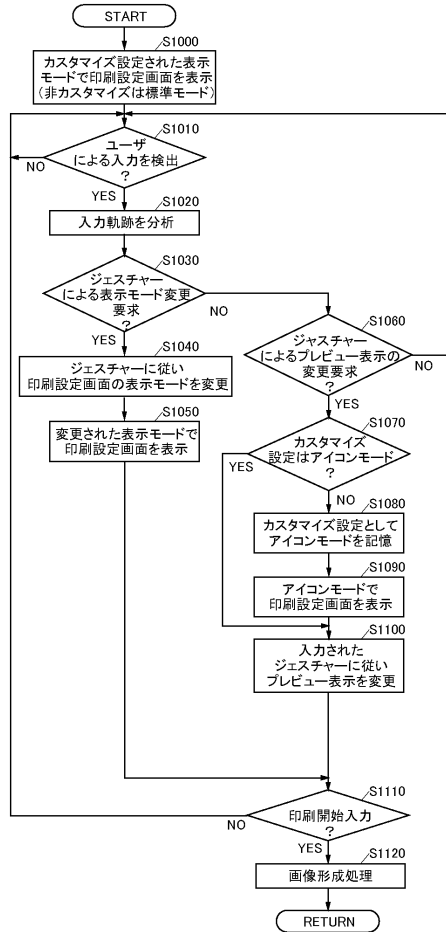 START
S1000
カスタマイズ設定された表示
モードで印刷設定画面を表示
(非カスタマイズは標準モード)
S1010
ユーザ
による入力を検出
?
NO
YES
S1020
入力軌跡を分析
S1030
ジェスチャー
による表示モード変更
要求
?
NO
YES
S1040
ジェスチャーに従い
印刷設定画面の表示モードを変更
S1050
変更された表示モードで
印刷設定画面を表示
S1060
ジャスチャー
によるプレビュー表示の
変更要求
?
NO
YES
S1070
カスタマイズ
設定はアイコンモード
?
YES
NO
S1080
カスタマイズ設定として
アイコンモードを記憶
S1090
アイコンモードで
印刷設定画面を表示
S1100
入力された
ジェスチャーに従い
プレビュー表示を変更
S1110
印刷開始入力
?
NO
YES
S1120
画像形成処理
RETURN